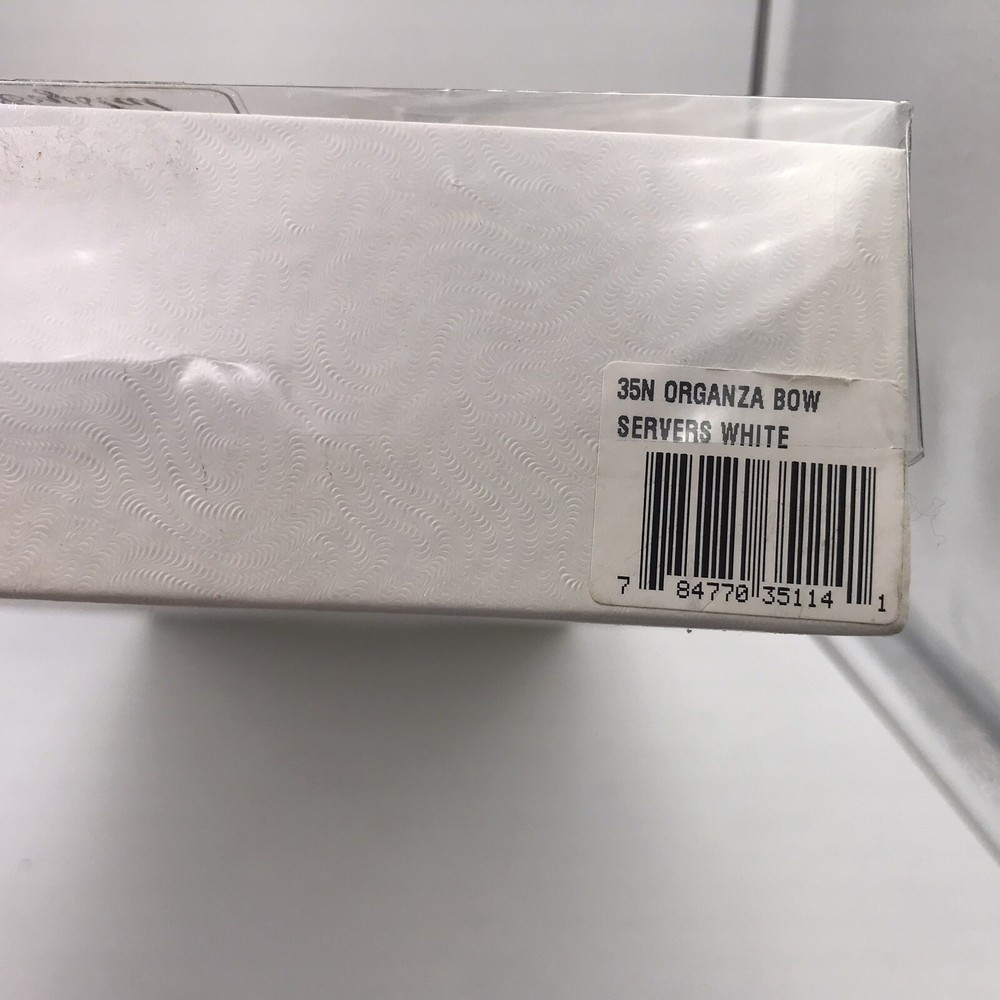 35N ORGANZA BOW
SERVERS WHITE
7 84770 35114 1